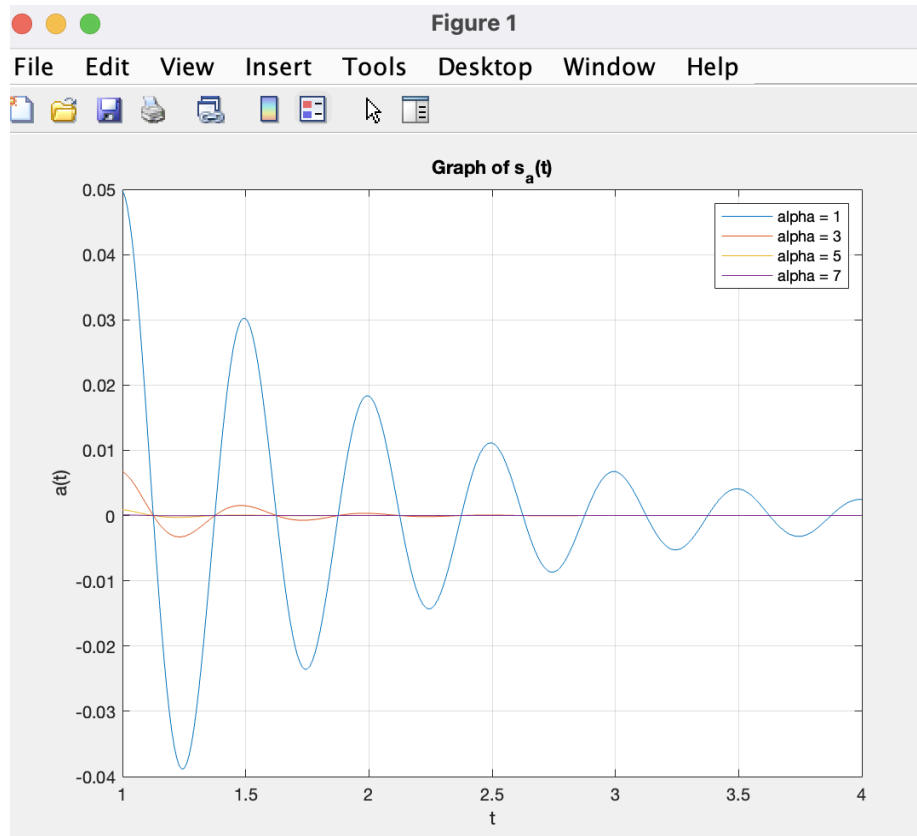 Figure 1
File Edit View Insert Tools Desktop Window Help
Graph of s_a(t)
alpha = 1
alpha = 3
alpha = 5
alpha = 7
0.05
0.04
0.03
0.02
0.01
0
-0.01
-0.02
-0.03
-0.04
a(t)
1 1.5 2 2.5 3 3.5 4
t